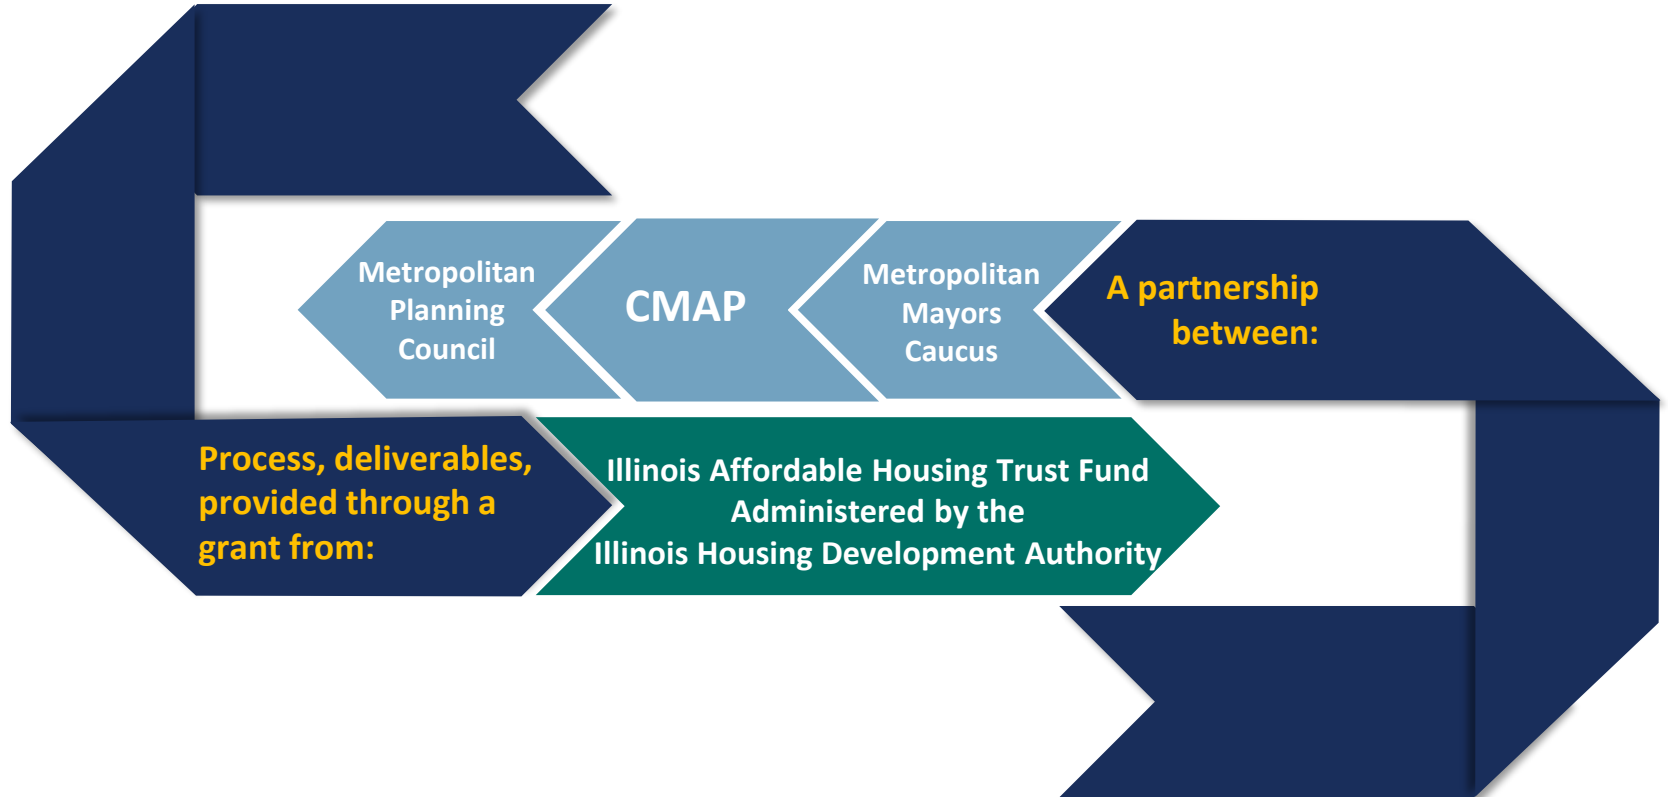 Metropolitan
Planning
Council
CMAP
Metropolitan
Mayors
Caucus
A partnership
between:
Process, deliverables,
provided through a
grant from:
Illinois Affordable Housing Trust Fund
Administered by the
Illinois Housing Development Authority